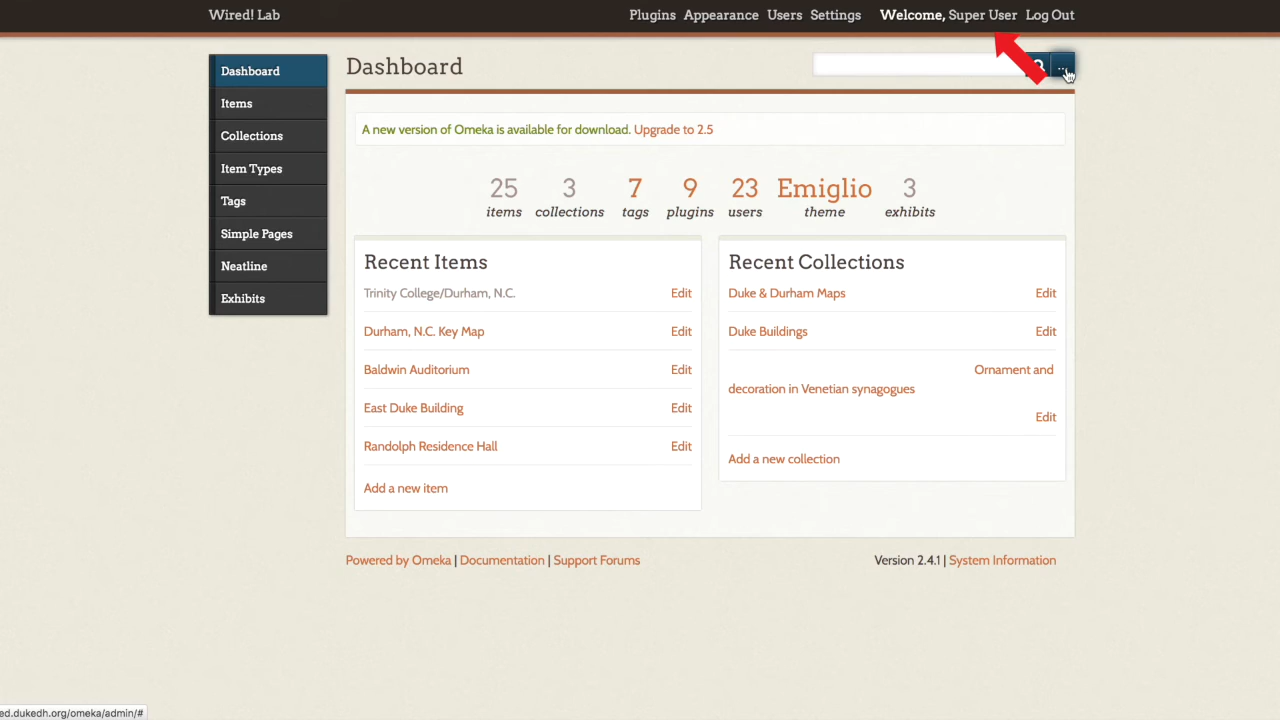 Wired! Lab
Plugins Appearance Users Settings Welcome, Super User Log Out
Dashboard
Items
Collections
Item Types
Tags
Simple Pages
Neatline
Exhibits
Dashboard
...
A new version of Omeka is available for download. Upgrade to 2.5
25 3 7 9 23 Emiglio 3
items collections tags plugins users theme exhibits
Recent Items
Trinity College/Durham, N.C. Edit
Durham, N.C. Key Map Edit
Baldwin Auditorium Edit
East Duke Building Edit
Randolph Residence Hall Edit
Add a new item
Recent Collections
Duke & Durham Maps Edit
Duke Buildings Edit
Ornament and
decoration in Venetian synagogues
Edit
Add a new collection
Powered by Omeka | Documentation | Support Forums
Version 2.4.1 | System Information
ed.dukedh.org/omeka/admin/#